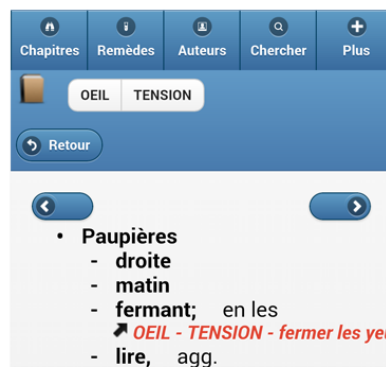 Chapitres Remèdes Auteurs Chercher Plus
OEIL TENSION
Retour
• Paupières
- droite
- matin
- fermant; en les
OEIL - TENSION - fermer les yeu
- lire, agg.